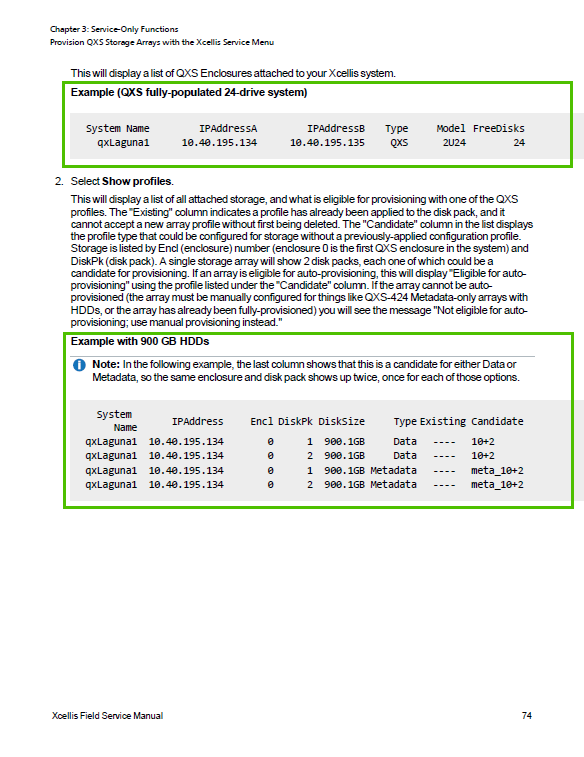 Chapter 3: Service-Only Functions
Provision QXS Storage Arrays with the Xcellis Service Menu
This will display a list of QXS Enclosures attached to your Xcellis system.
Example (QXS fully-populated 24-drive system)
System Name IPAddressA IPAddressB Type Model FreeDisks
qxLaguna1 10.40.195.134 10.40.195.135 QXS 2U24 24
2. Select Show profiles.
This will display a list of all attached storage, and what is eligible for provisioning with one of the QXS
profiles. The "Existing" column indicates a profile has already been applied to the disk pack, and it
cannot accept a new array profile without first being deleted. The "Candidate" column in the list displays
the profile type that could be configured for storage without a previously-applied configuration profile.
Storage is listed by Encl (enclosure) number (enclosure 0 is the first QXS enclosure in the system) and
DiskPk (disk pack). A single storage array will show 2 disk packs, each one of which could be a
candidate for provisioning. If an array is eligible for auto-provisioning, this will display "Eligible for auto-
provisioning" using the profile listed under the "Candidate" column. If the array cannot be auto-
provisioned (the array must be manually configured for things like QXS-424 Metadata-only arrays with
HDDs, or the array has already been fully-provisioned) you will see the message "Not eligible for auto-
provisioning; use manual provisioning instead."
Example with 900 GB HDDs
Note: In the following example, the last column shows that this is a candidate for either Data or
Metadata, so the same enclosure and disk pack shows up twice, once for each of those options.
System
Name IPAddress Encl DiskPk DiskSize Type Existing Candidate
qxLaguna1 10.40.195.134 0 1 900.1GB Data ---- 10+2
qxLaguna1 10.40.195.134 0 2 900.1GB Data ---- 10+2
qxLaguna1 10.40.195.134 0 1 900.1GB Metadata ---- meta_10+2
qxLaguna1 10.40.195.134 0 2 900.1GB Metadata ---- meta_10+2
Xcellis Field Service Manual 74